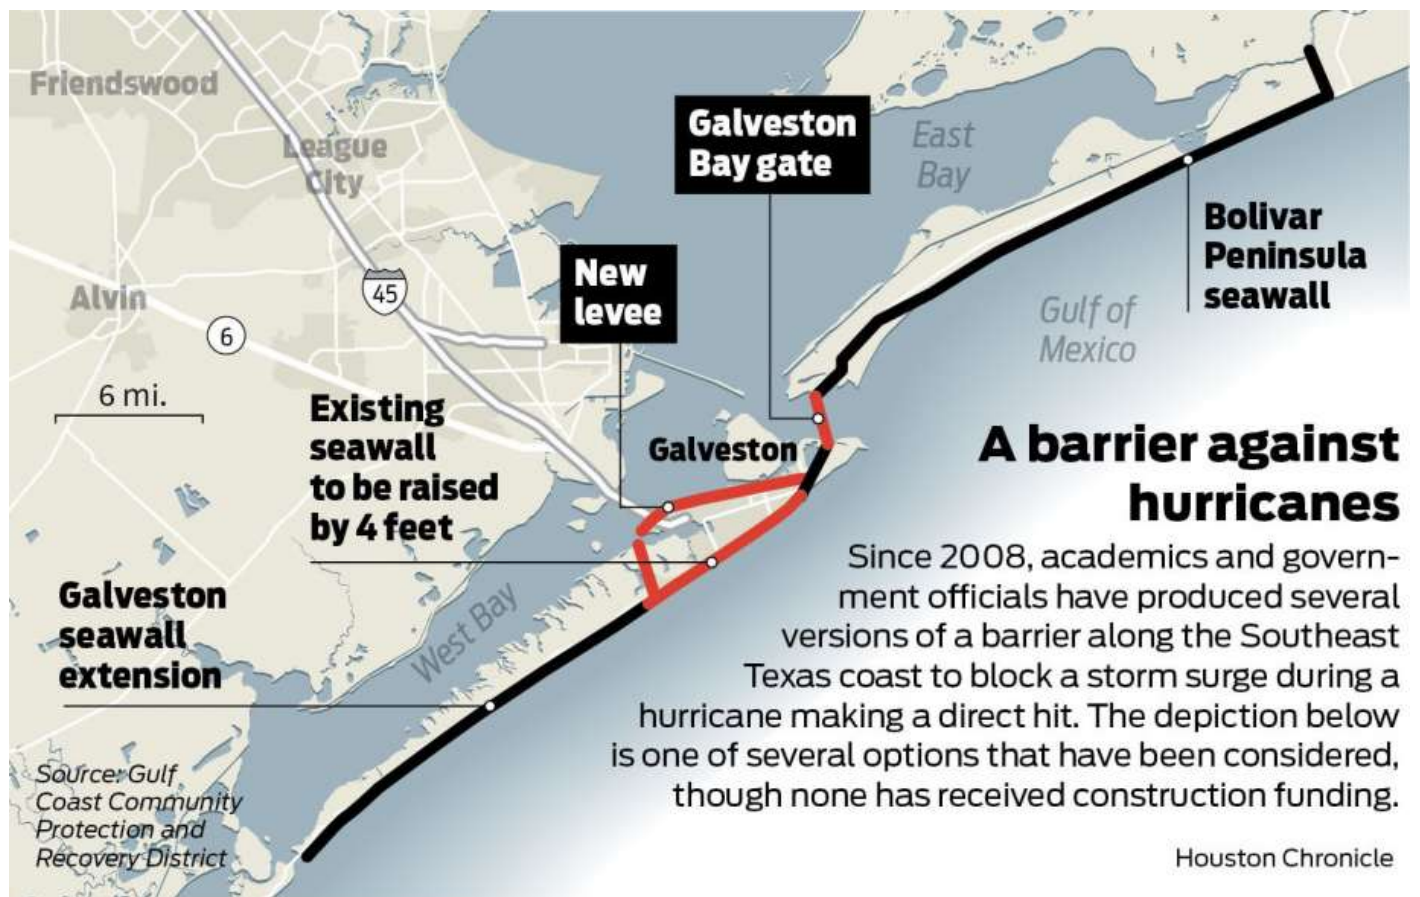 Friendswood
League
City
Alvin
45
6
6 mi.
Galveston
Bay gate
East
Bay
New
levee
Bolivar
Peninsula
seawall
Gulf of
Mexico
Existing
seawall
to be raised
by 4 feet
Galveston
Galveston
seawall
extension
West Bay
A barrier against
hurricanes
Since 2008, academics and govern-
ment officials have produced several
versions of a barrier along the Southeast
Texas coast to block a storm surge during a
hurricane making a direct hit. The depiction below
is one of several options that have been considered,
though none has received construction funding.
Source: Gulf
Coast Community
Protection and
Recovery District
Houston Chronicle